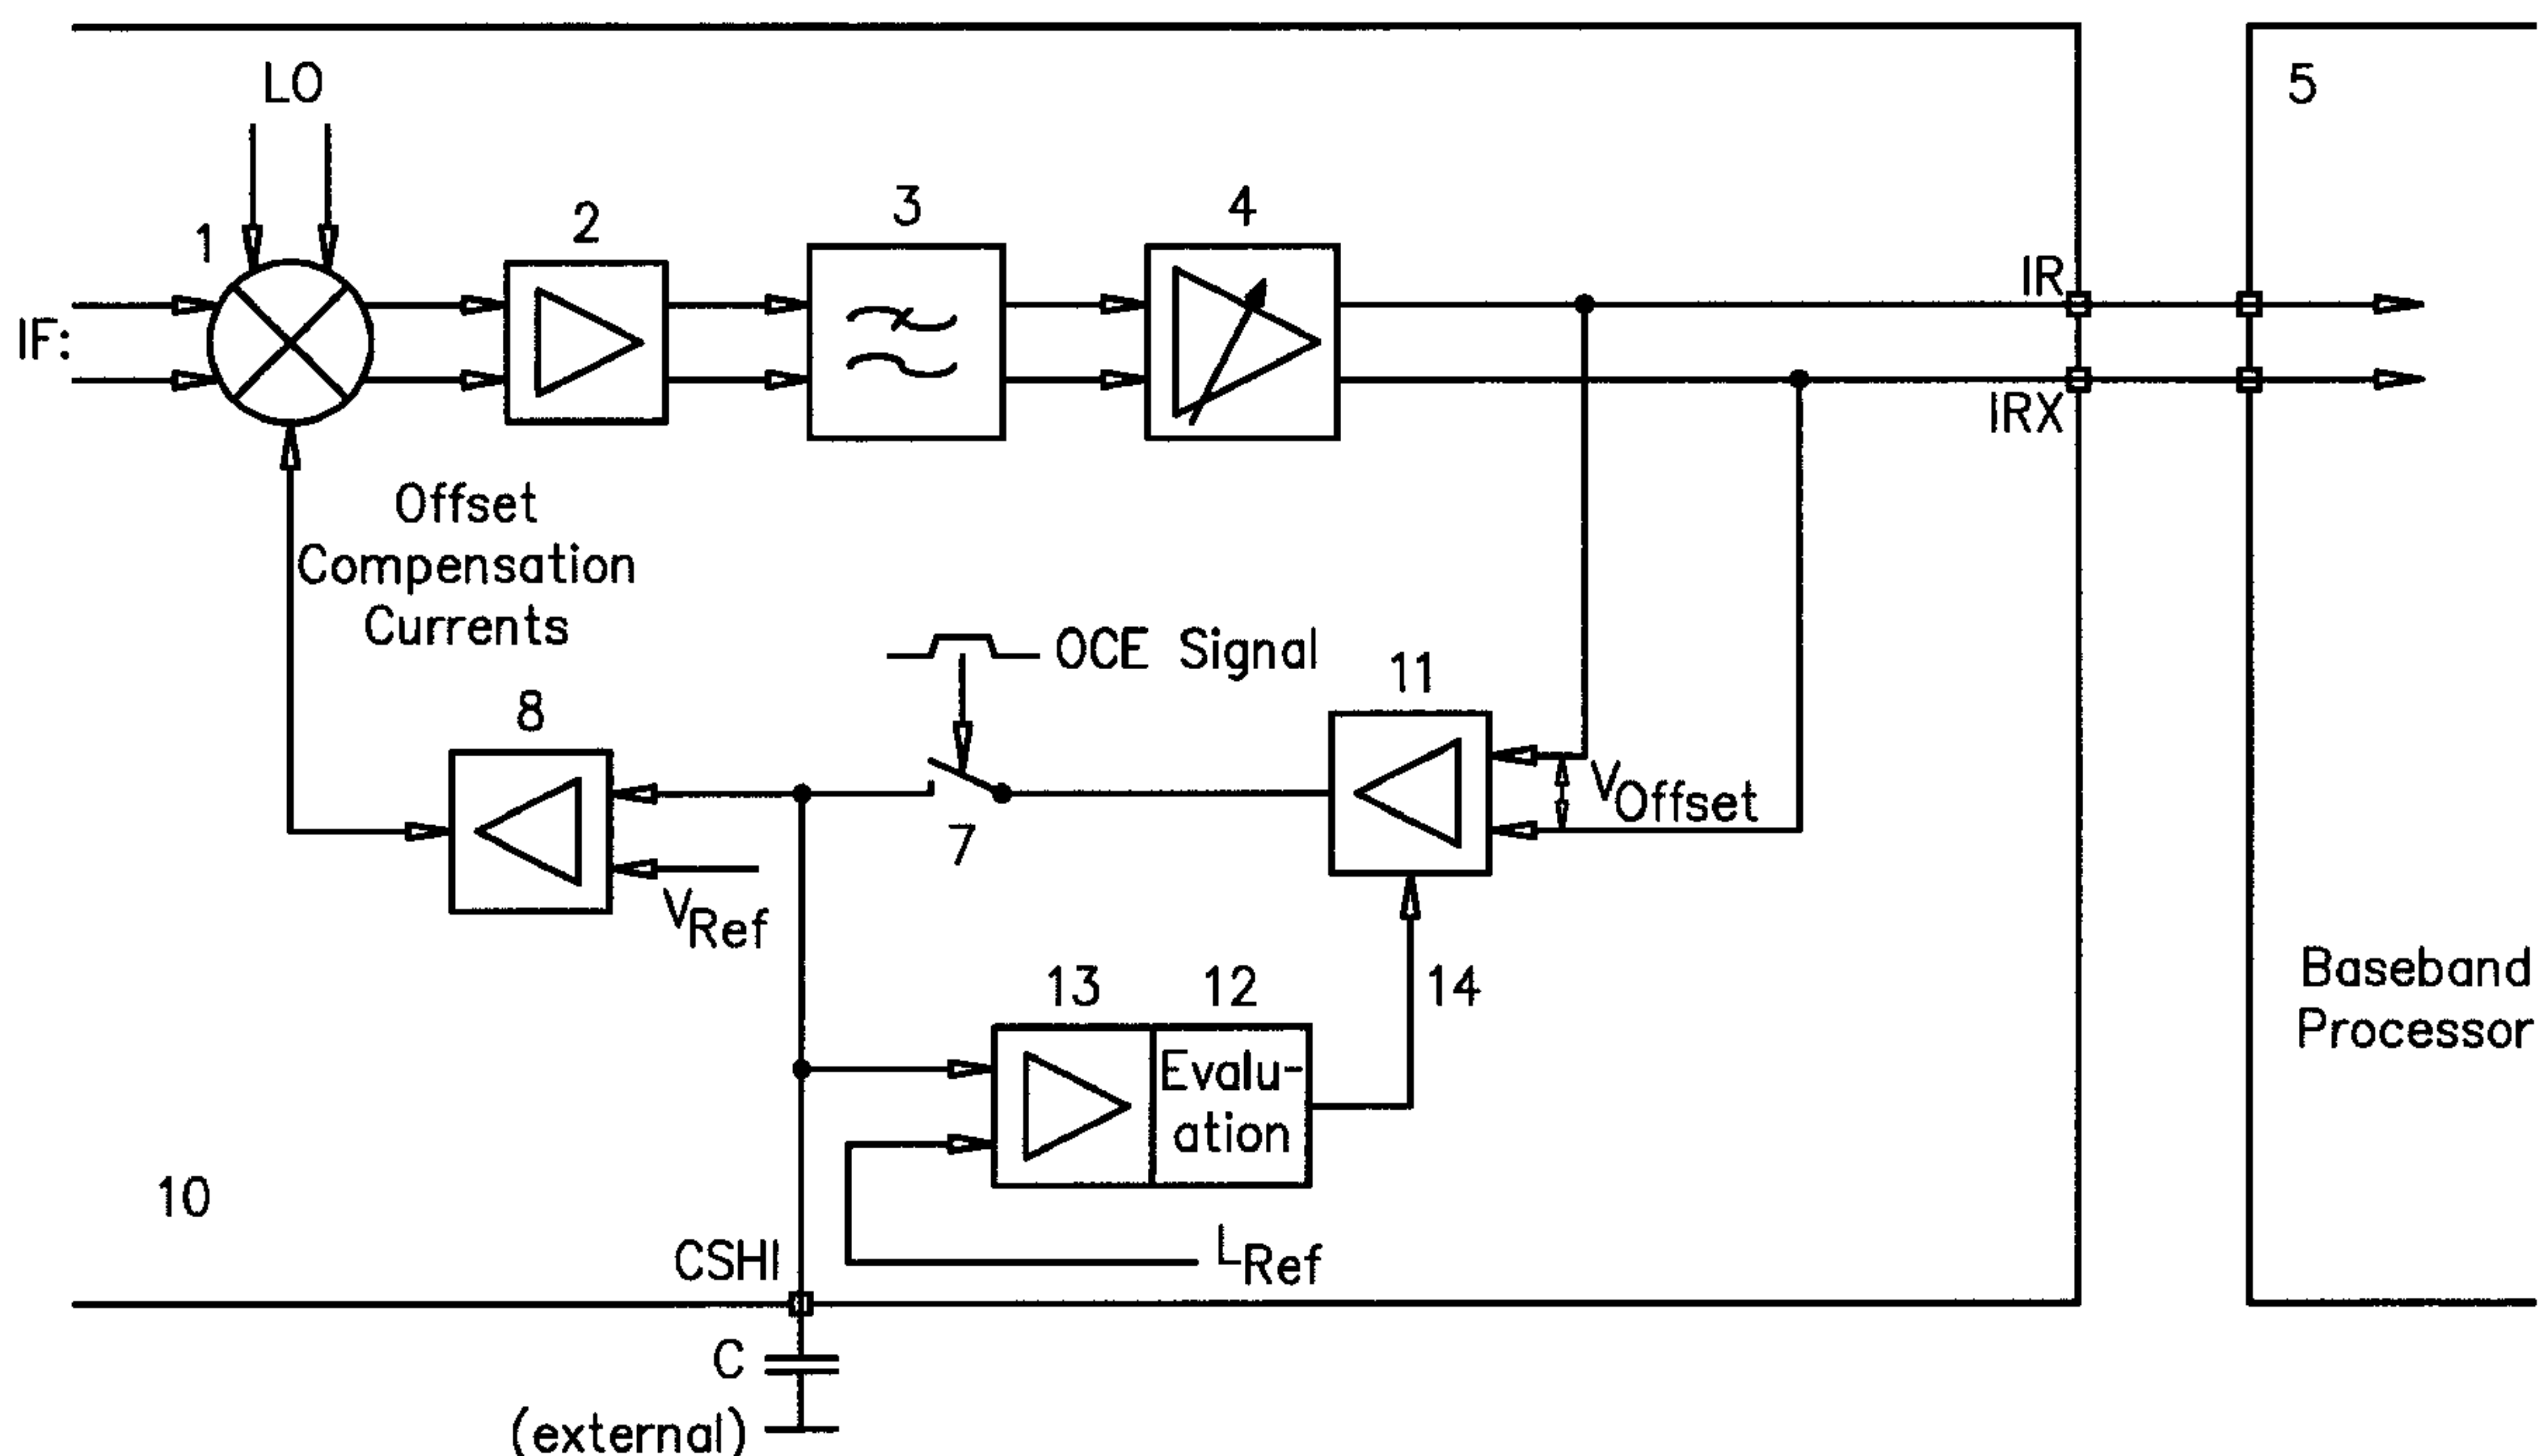 LO
5
1
2
3
4
IF:
IR
IRX
Offset
Compensation
Currents
OCE Signal
8
7
11
VOffset
VRef
13
12
14
Evalu-
ation
Baseband
Processor
10
CSHI
LRef
C
(external)